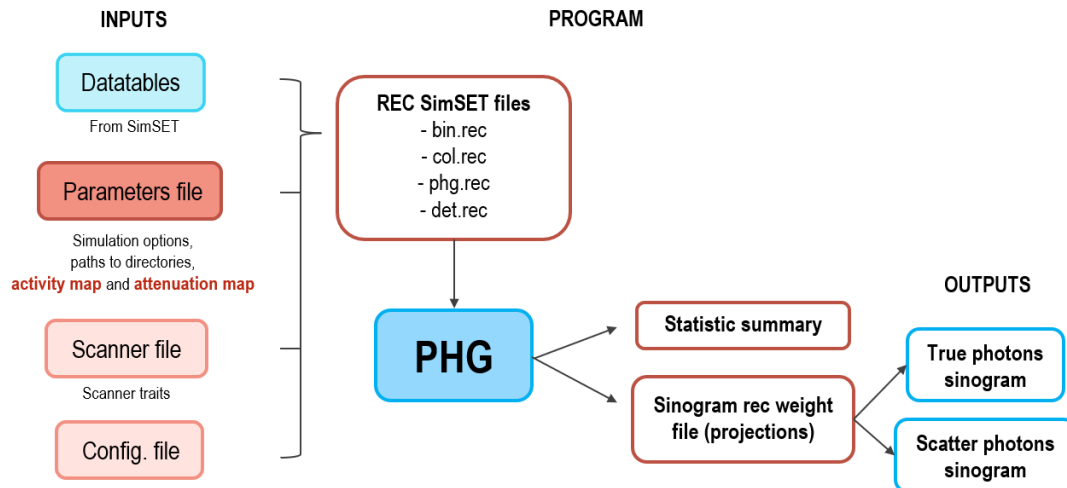 INPUTS
Datatables
From SimSET
Parameters file
Simulation options,
paths to directories,
activity map and attenuation map
Scanner file
Scanner traits
Config. file
PROGRAM
REC SimSET files
- bin.rec
- col.rec
- phg.rec
- det.rec
PHG
Statistic summary
Sinogram rec weight
file (projections)
OUTPUTS
True photons
sinogram
Scatter photons
sinogram